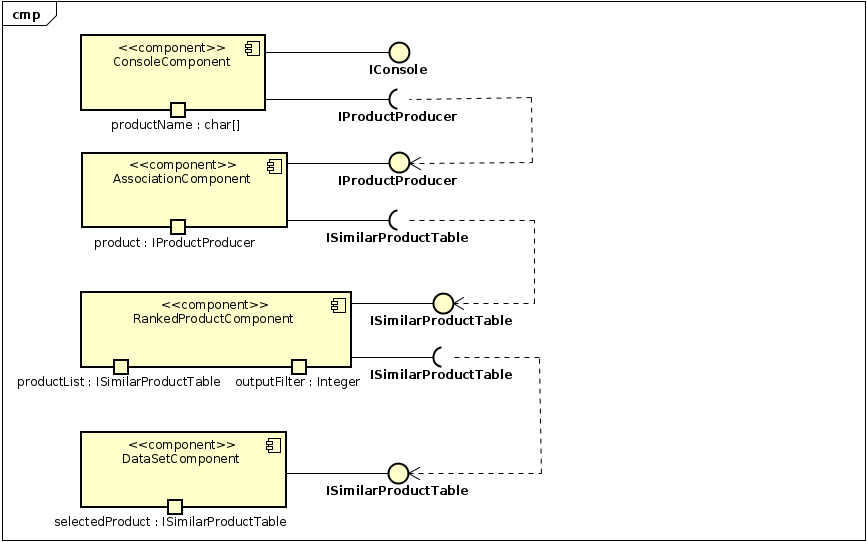 cmp
<<component>>
ConsoleComponent
IConsole
IProductProducer
productName : char[]
<<component>>
AssociationComponent
IProductProducer
ISimilarProductTable
product : IProductProducer
<<component>>
RankedProductComponent
ISimilarProductTable
ISimilarProductTable
productList : ISimilarProductTable
outputFilter : Integer
<<component>>
DataSetComponent
ISimilarProductTable
selectedProduct : ISimilarProductTable